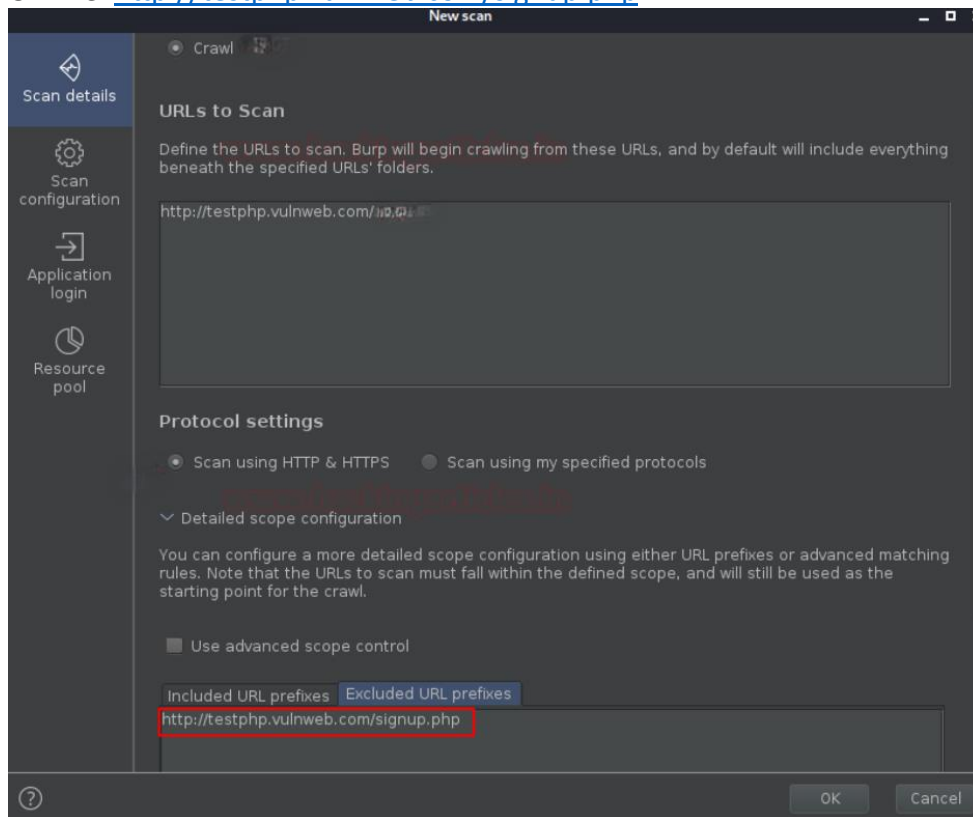 New scan
Crawl
Scan details
URLs to Scan
Define the URLs to scan. Burp will begin crawling from these URLs, and by default will include everything
beneath the specified URLs' folders.
Scan
configuration
http://testphp.vulnweb.com/
Application
login
Resource
pool
Protocol settings
Scan using HTTP & HTTPS
Scan using my specified protocols
Detailed scope configuration
You can configure a more detailed scope configuration using either URL prefixes or advanced matching
rules. Note that the URLs to scan must fall within the defined scope, and will still be used as the
starting point for the crawl.
Use advanced scope control
Included URL prefixes
Excluded URL prefixes
http://testphp.vulnweb.com/signup.php
?
OK
Cancel